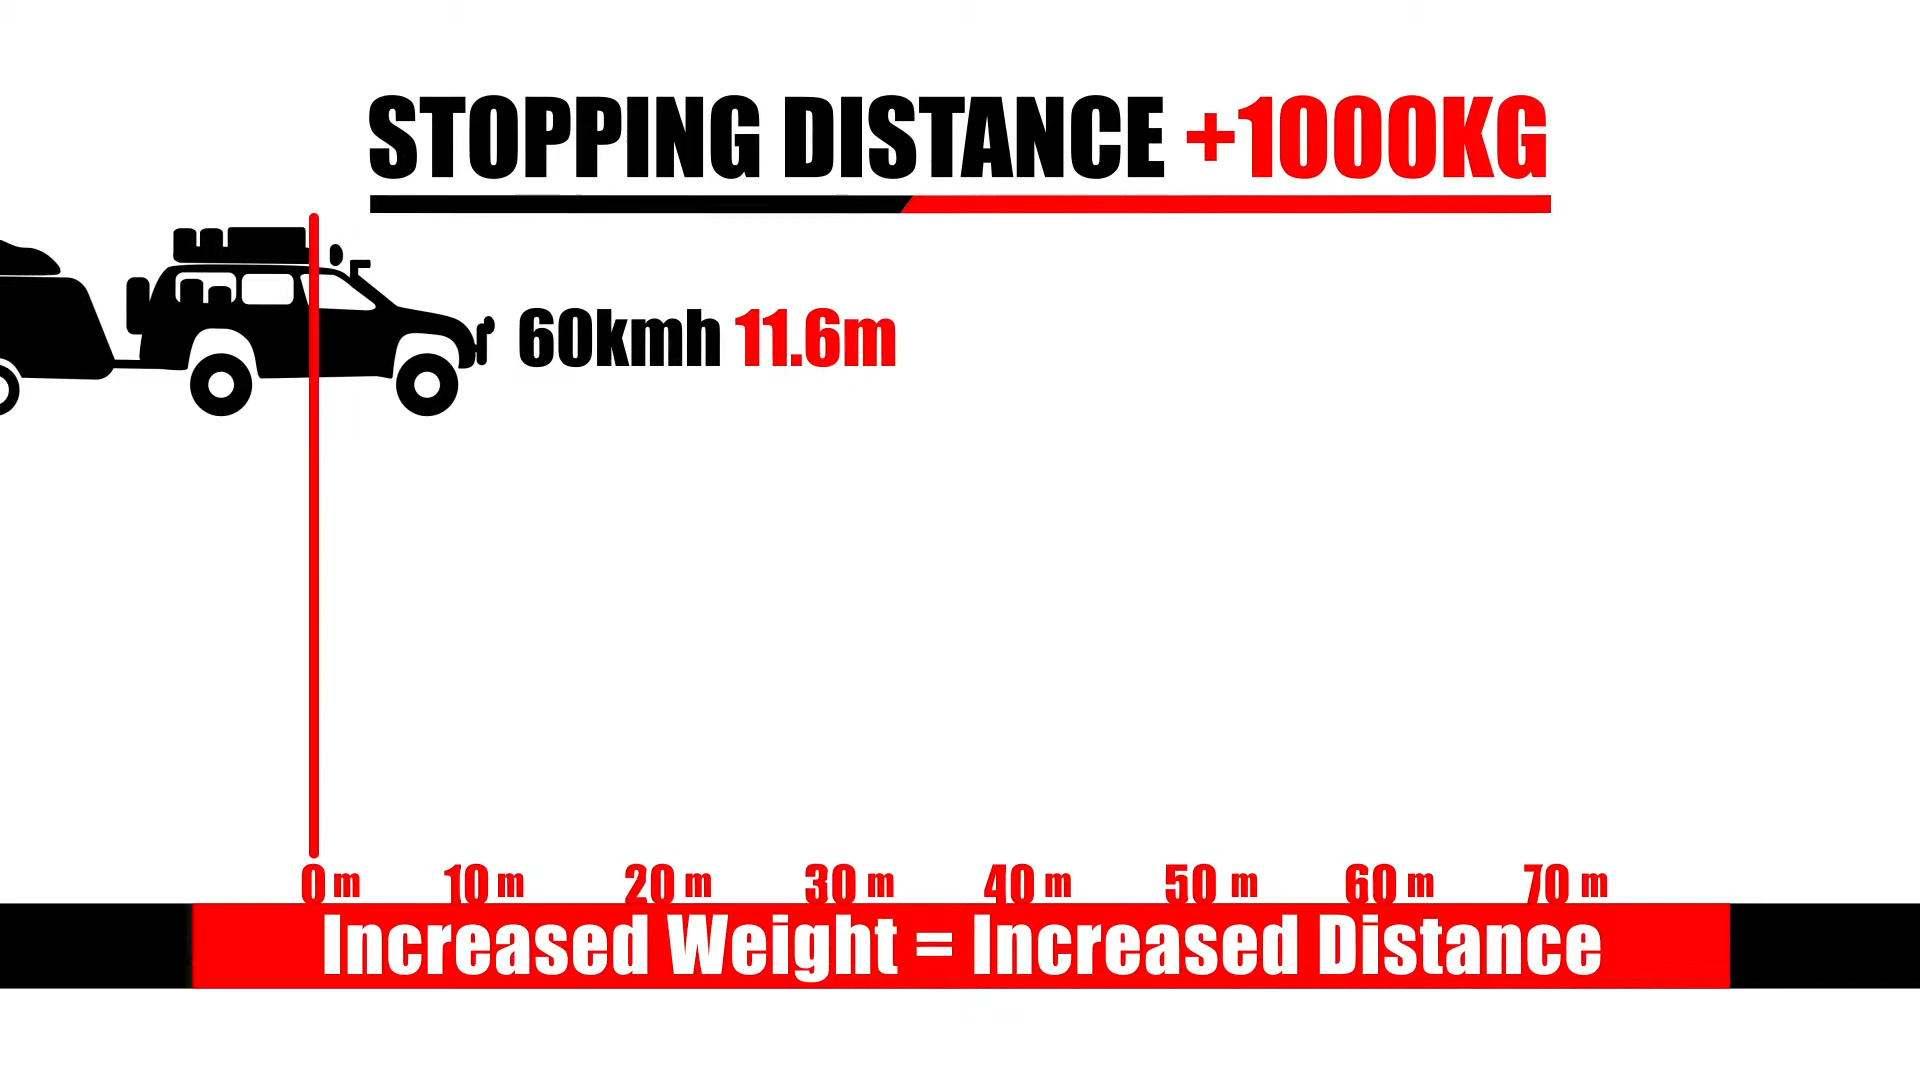 STOPPING DISTANCE +1000KG
60kmh 11.6m
0 m 10 m 20 m 30 m 40 m 50 m 60 m 70 m
Increased Weight = Increased Distance